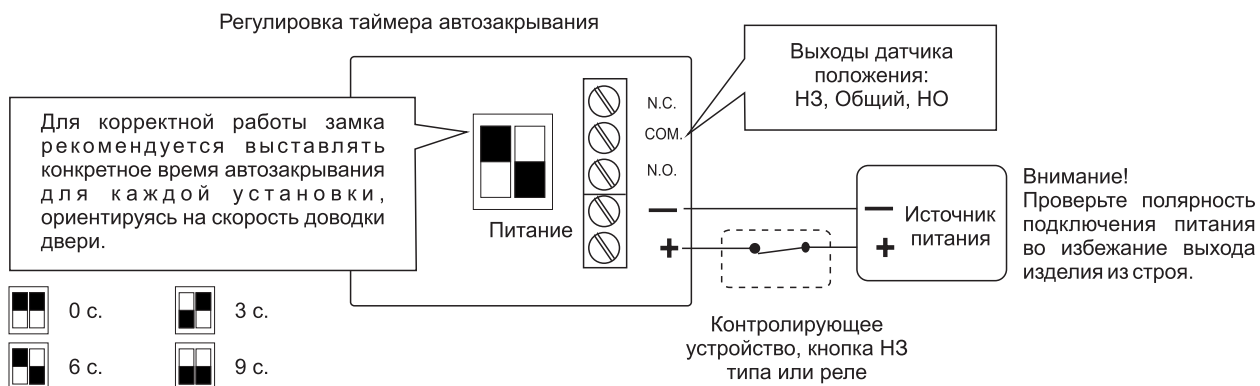 Регулировка таймера автозакрывания
Для корректной работы замка
рекомендуется выставлять
конкретное время автозакрывания
для каждой установки,
ориентируясь на скорость доводки
двери.
Выходы датчика
положения:
НЗ, Общий, НО
N.C.
COM.
N.O.
Питание
−
+
−
+
Источник
питания
Внимание!
Проверьте полярность
подключения питания
во избежание выхода
изделия из строя.
Контролирующее
устройство, кнопка НЗ
типа или реле
0 с.
3 с.
6 с.
9 с.